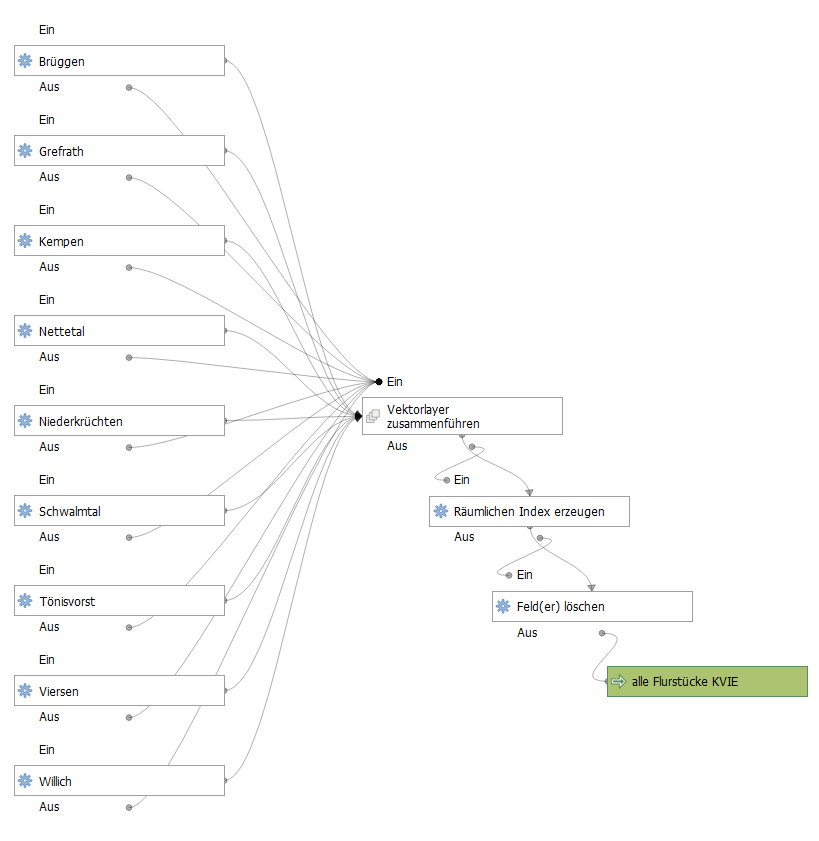 Ein
Brüggen
Aus
Ein
Grefrath
Aus
Ein
Kempen
Aus
Ein
Nettetal
Aus
Ein
Niederkrüchten
Aus
Ein
Schwalmtal
Aus
Ein
Tönisvorst
Aus
Ein
Viersen
Aus
Ein
Willich
Aus
Ein
Vektorlayer
zusammenführen
Aus
Ein
Räumlichen Index erzeugen
Aus
Ein
Feld(er) löschen
Aus
alle Flurstücke KVIE